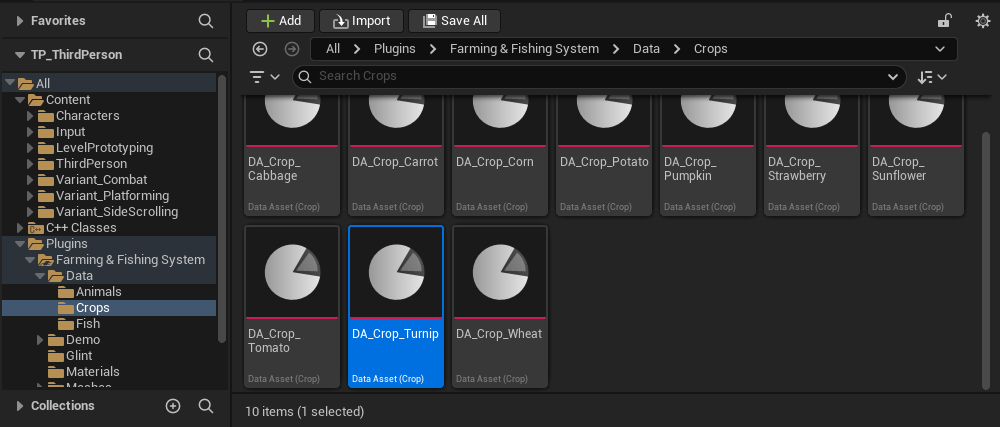 Favorites
TP_ThirdPerson
All
Content
Characters
Input
LevelPrototyping
ThirdPerson
Variant_Combat
Variant_Platforming
Variant_SideScrolling
C++ Classes
Plugins
Farming & Fishing System
Data
Animals
Crops
Fish
Demo
Glint
Materials
Collections
Add Import Save All
All Plugins Farming & Fishing System Data Crops
Search Crops
DA_Crop_
Cabbage
Data Asset (Crop)
DA_Crop_Carrot
Data Asset (Crop)
DA_Crop_Corn
Data Asset (Crop)
DA_Crop_Potato
Data Asset (Crop)
DA_Crop_
Pumpkin
Data Asset (Crop)
DA_Crop_
Strawberry
Data Asset (Crop)
DA_Crop_
Sunflower
Data Asset (Crop)
DA_Crop_
Tomato
Data Asset (Crop)
DA_Crop_Turnip
Data Asset (Crop)
DA_Crop_Wheat
Data Asset (Crop)
10 items (1 selected)